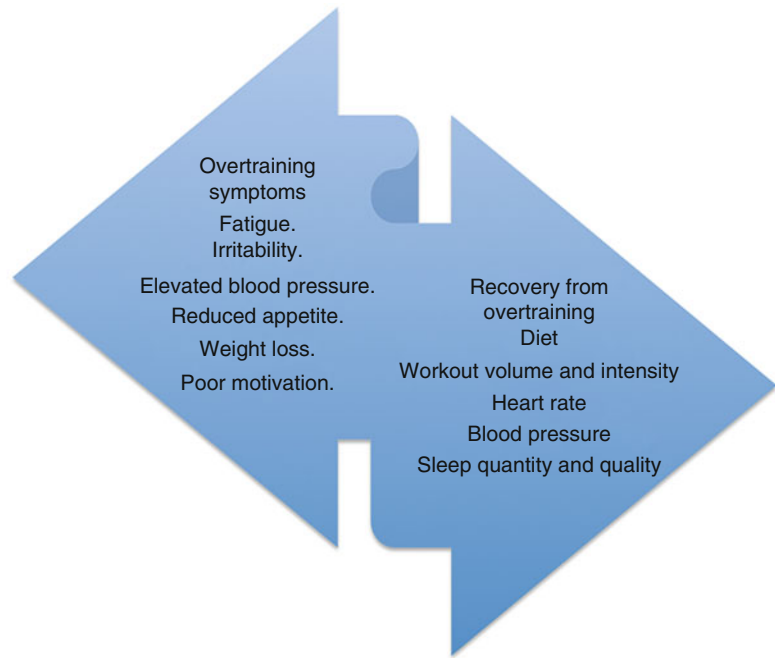 Overtraining
symptoms
Fatigue.
Irritability.
Elevated blood pressure.
Reduced appetite.
Weight loss.
Poor motivation.
Recovery from
overtraining
Diet
Workout volume and intensity
Heart rate
Blood pressure
Sleep quantity and quality